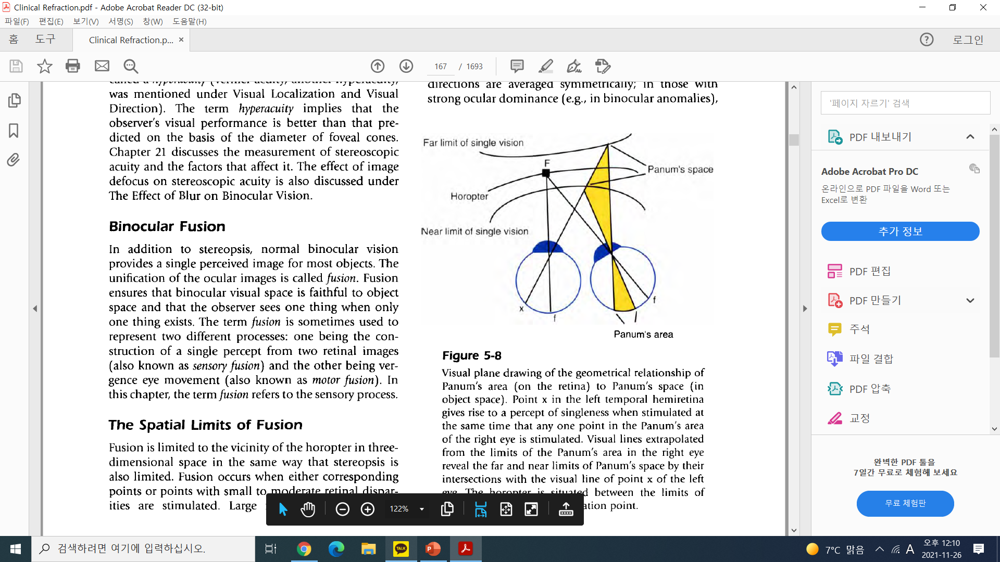 Clinical Refraction.pdf - Adobe Acrobat Reader DC (32-bit)
파일(F) 편집(E) 보기(V) 서명(S) 창(W) 도움말(H)
홈 도구 Clinical Refraction.p... × ? 로그인
167 / 1693
called a hyperacuity (vernier acuity, another hyperacuity,
was mentioned under Visual Localization and Visual
Direction). The term hyperacuity implies that the
observer's visual performance is better than that pre-
dicted on the basis of the diameter of foveal cones.
Chapter 21 discusses the measurement of stereoscopic
acuity and the factors that affect it. The effect of image
defocus on stereoscopic acuity is also discussed under
The Effect of Blur on Binocular Vision.
Binocular Fusion
In addition to stereopsis, normal binocular vision
provides a single perceived image for most objects. The
unification of the ocular images is called fusion. Fusion
ensures that binocular visual space is faithful to object
space and that the observer sees one thing when only
one thing exists. The term fusion is sometimes used to
represent two different processes: one being the con-
struction of a single percept from two retinal images
(also known as sensory fusion) and the other being ver-
gence eye movement (also known as motor fusion). In
this chapter, the term fusion refers to the sensory process.
The Spatial Limits of Fusion
Fusion is limited to the vicinity of the horopter in three-
dimensional space in the same way that stereopsis is
also limited. Fusion occurs when either corresponding
points or points with small to moderate retinal dispar-
ities are stimulated. Large
directions are averaged symmetrically; in those with
strong ocular dominance (e.g., in binocular anomalies),
Far limit of single vision
F
Panum's space
Horopter
Near limit of single vision
x
f
f
Panum's area
Figure 5-8
Visual plane drawing of the geometrical relationship of
Panum's area (on the retina) to Panum's space (in
object space). Point x in the left temporal hemiretina
gives rise to a percept of singleness when stimulated at
the same time that any one point in the Panum's area
of the right eye is stimulated. Visual lines extrapolated
from the limits of the Panum's area in the right eye
reveal the far and near limits of Panum's space by their
intersections with the visual line of point x of the left
eye. The horopter is situated between the limits of
ation point.
122%
'페이지 자르기' 검색
PDF 내보내기
Adobe Acrobat Pro DC
온라인으로 PDF 파일을 Word 또는
Excel로 변환
추가 정보
PDF 편집
PDF 만들기
주석
파일 결합
PDF 압축
교정
완벽한 PDF 툴을
7일간 무료로 체험해 보세요
무료 체험판
검색하려면 여기에 입력하십시오.
TALK
P
7°C 맑음
A
오후 12:10
2021-11-26